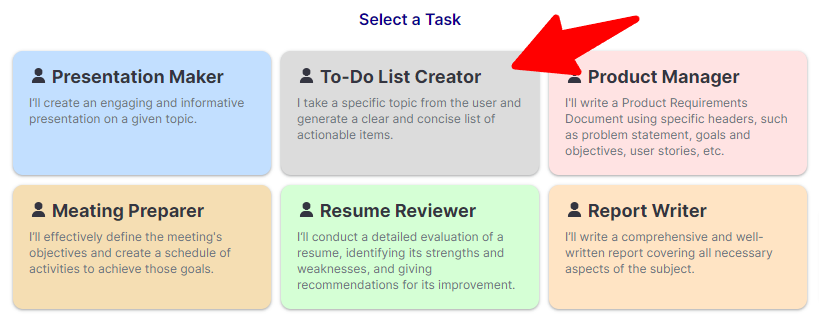 Select a Task
Presentation Maker
I'll create an engaging and informative
presentation on a given topic.
To-Do List Creator
I take a specific topic from the user and
generate a clear and concise list of
actionable items.
Product Manager
I'll write a Product Requirements
Document using specific headers, such
as problem statement, goals and
objectives, user stories, etc.
Meating Preparer
I'll effectively define the meeting's
objectives and create a schedule of
activities to achieve those goals.
Resume Reviewer
I'll conduct a detailed evaluation of a
resume, identifying its strengths and
weaknesses, and giving
recommendations for its improvement.
Report Writer
I'll write a comprehensive and well-
written report covering all necessary
aspects of the subject.